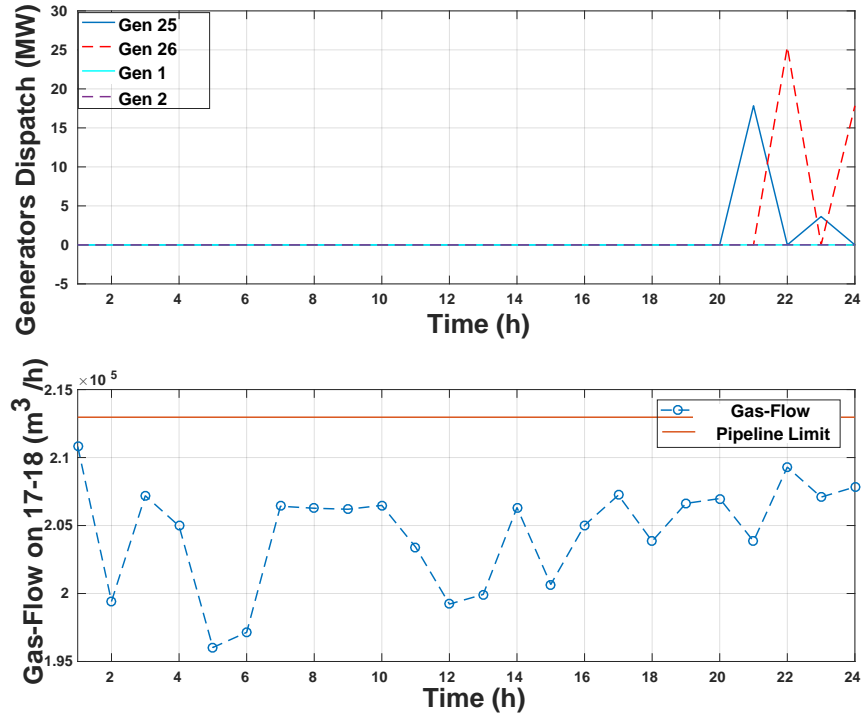 Generators Dispatch (MW)
30
25
20
15
10
5
0
-5
Gen 25
Gen 26
Gen 1
Gen 2
2 4 6 8 10 12 14 16 18 20 22 24
Time (h)
Gas-Flow on 17-18 (m³/h)
×10 5
2.15
2.1
2.05
2
1.95
Gas-Flow
Pipeline Limit
2 4 6 8 10 12 14 16 18 20 22 24
Time (h)